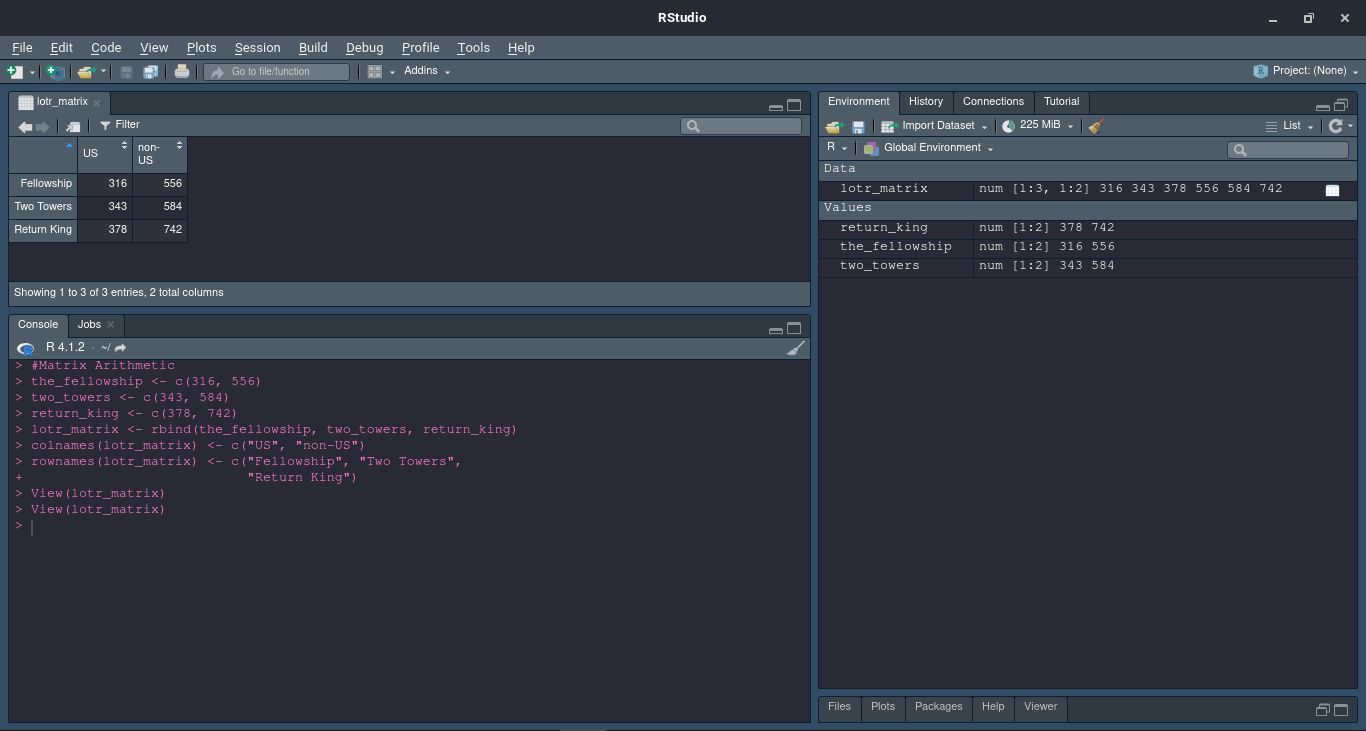 RStudio
File Edit Code View Plots Session Build Debug Profile Tools Help
Go to file/function Addins Project: (None)
lotr_matrix
Filter
US non-
US
Fellowship 316 556
Two Towers 343 584
Return King 378 742
Showing 1 to 3 of 3 entries, 2 total columns
Console Jobs
R 4.1.2 · ~/
> #Matrix Arithmetic
> the_fellowship <- c(316, 556)
> two_towers <- c(343, 584)
> return_king <- c(378, 742)
> lotr_matrix <- rbind(the_fellowship, two_towers, return_king)
> colnames(lotr_matrix) <- c("US", "non-US")
> rownames(lotr_matrix) <- c("Fellowship", "Two Towers",
+                            "Return King")
> View(lotr_matrix)
> View(lotr_matrix)
>
Environment History Connections Tutorial
Import Dataset 225 MiB List
R Global Environment
Data
lotr_matrix num [1:3, 1:2] 316 343 378 556 584 742
Values
return_king num [1:2] 378 742
the_fellowship num [1:2] 316 556
two_towers num [1:2] 343 584
Files Plots Packages Help Viewer